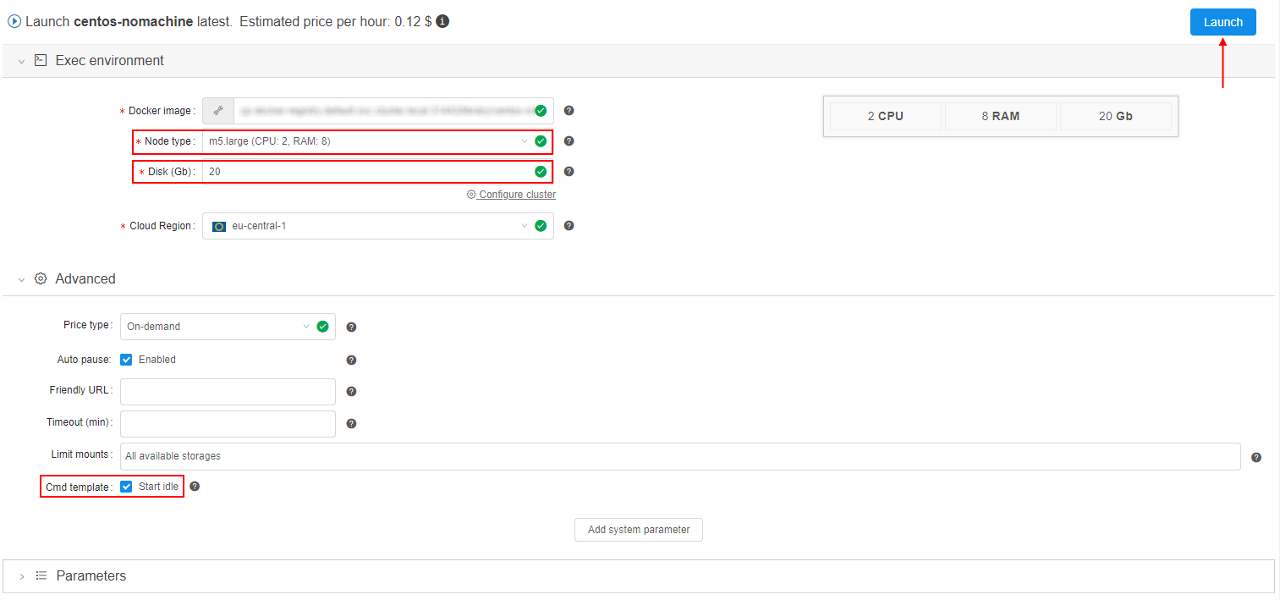 Launch centos-nomachine latest. Estimated price per hour: 0.12 $
Launch
Exec environment
* Docker image:
2 CPU 8 RAM 20 Gb
* Node type: m5.large (CPU: 2, RAM: 8)
* Disk (Gb): 20
Configure cluster
* Cloud Region: eu-central-1
Advanced
Price type: On-demand
Auto pause: Enabled
Friendly URL:
Timeout (min):
Limit mounts: All available storages
Cmd template: Start idle
Add system parameter
Parameters